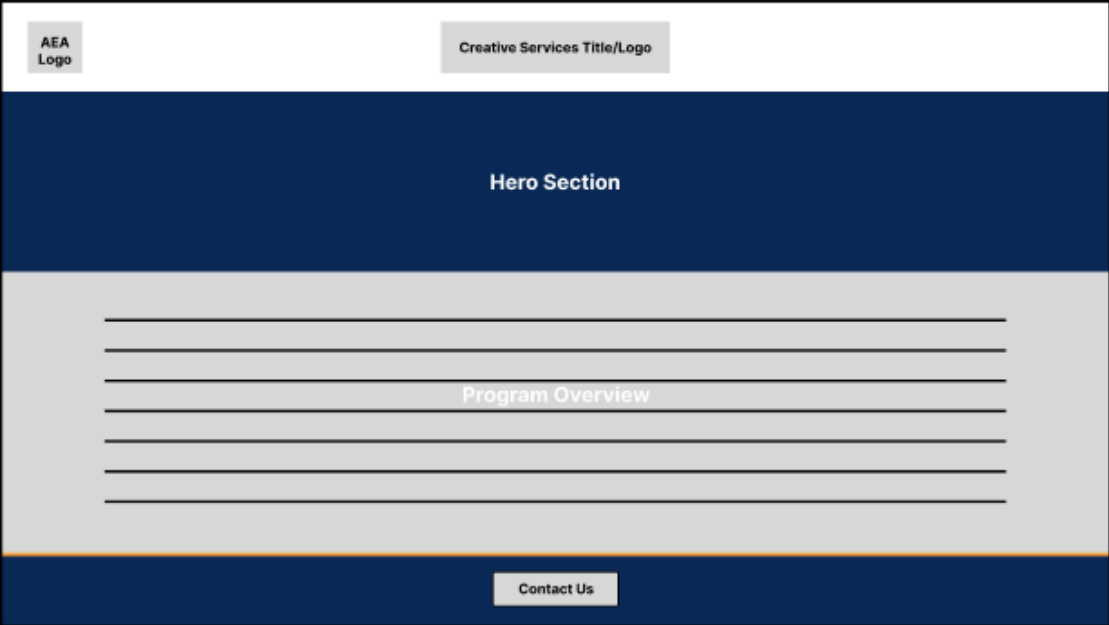 AEA
Logo
Creative Services Title/Logo
Hero Section
Program Overview
Contact Us